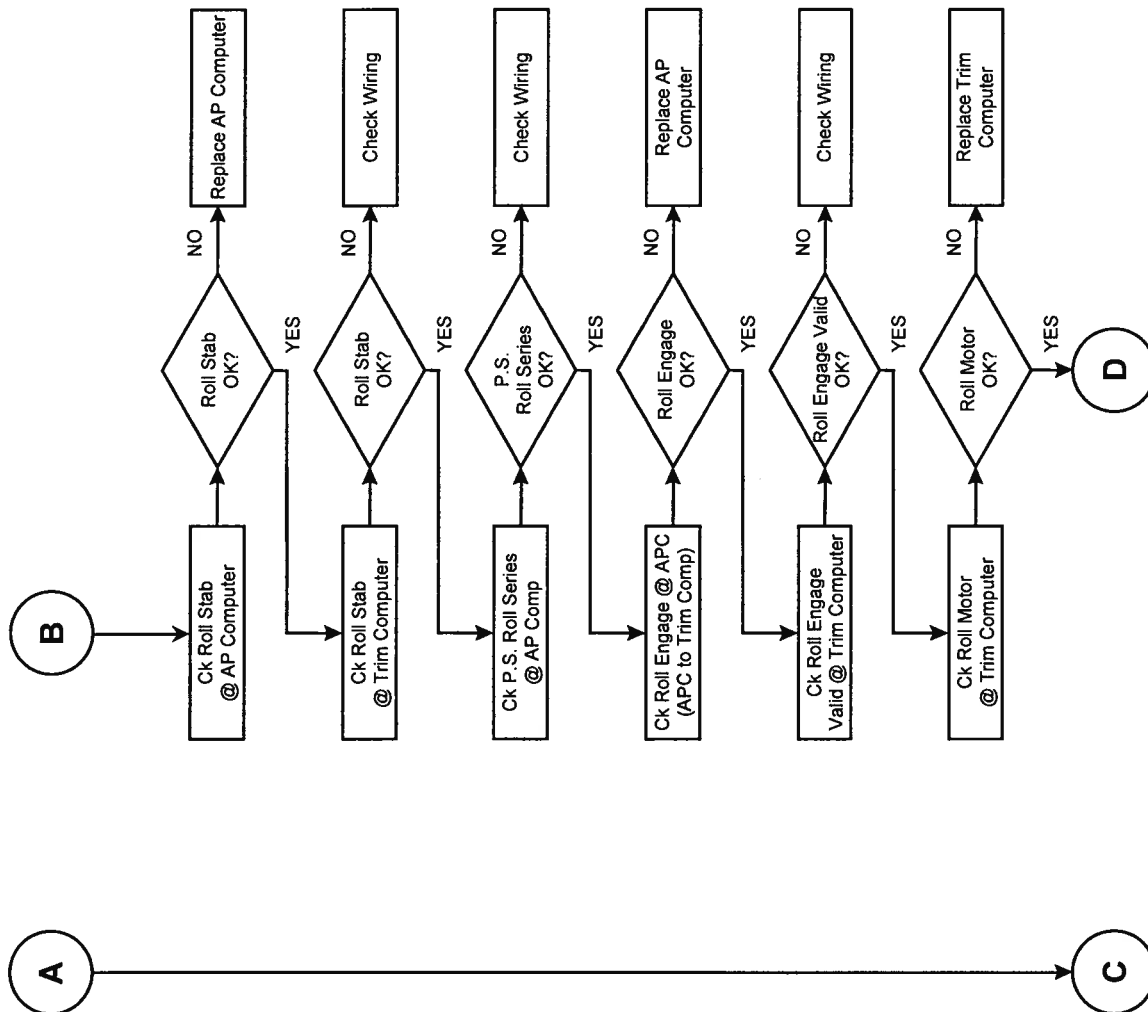 B
Ck Roll Stab
@ AP Computer
Roll Stab
OK?
NO
Replace AP Computer
YES
Ck Roll Stab
@ Trim Computer
Roll Stab
OK?
NO
Check Wiring
YES
Ck P.S. Roll Series
@ AP Comp
P.S.
Roll Series
OK?
NO
Check Wiring
YES
Ck Roll Engage @ APC
(APC to Trim Comp)
Roll Engage
OK?
NO
Replace AP
Computer
YES
Ck Roll Engage
Valid @ Trim Computer
Roll Engage Valid
OK?
NO
Check Wiring
YES
Ck Roll Motor
@ Trim Computer
Roll Motor
OK?
NO
Replace Trim
Computer
YES
D
A
C